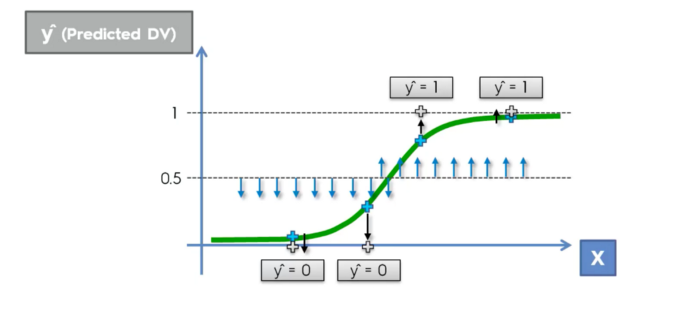 ŷ (Predicted DV)
ŷ = 1
ŷ = 1
1
0.5
ŷ = 0
ŷ = 0
X